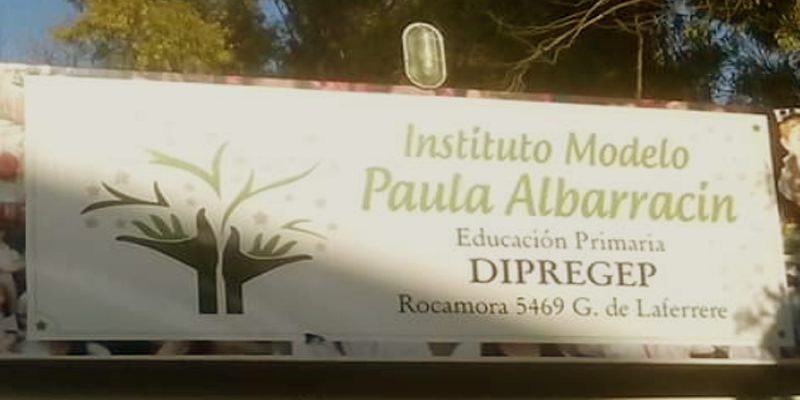 Instituto Modelo
Paula Albarracin
Educación Primaria
DIPREGEP
Rocamora 5469 G. de Laferrere